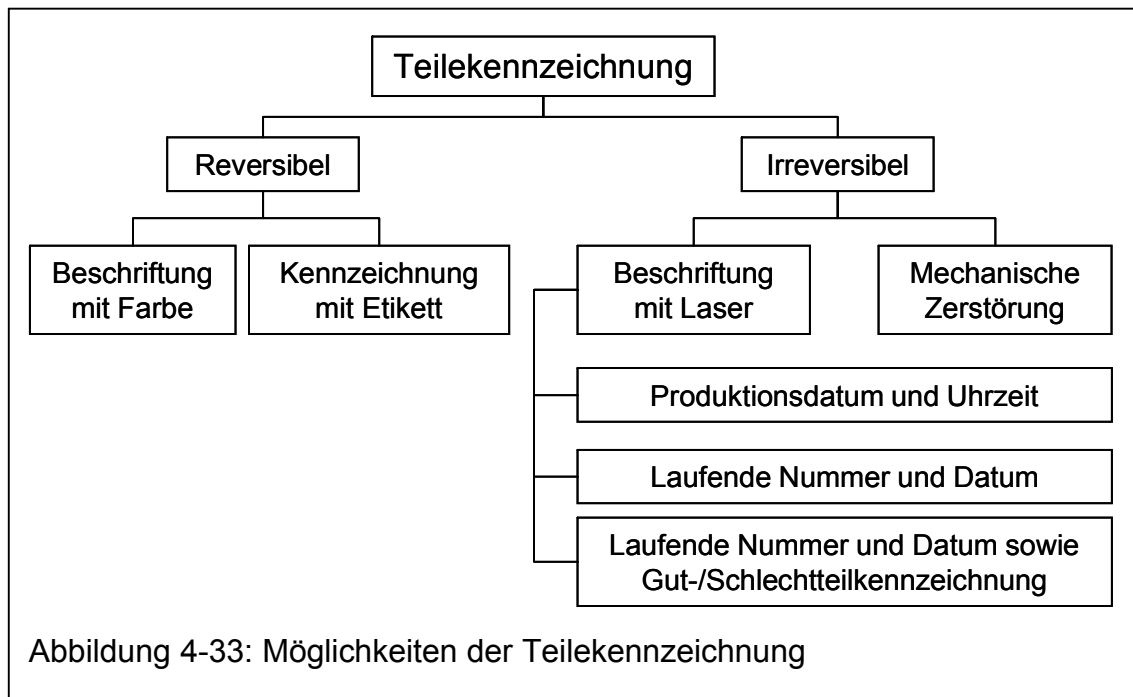 Teilekennzeichnung
Reversibel
Irreversibel
Beschriftung
mit Farbe
Kennzeichnung
mit Etikett
Beschriftung
mit Laser
Mechanische
Zerstörung
Produktionsdatum und Uhrzeit
Laufende Nummer und Datum
Laufende Nummer und Datum sowie
Gut-/Schlechtteilkennzeichnung
Abbildung 4-33: Möglichkeiten der Teilekennzeichnung